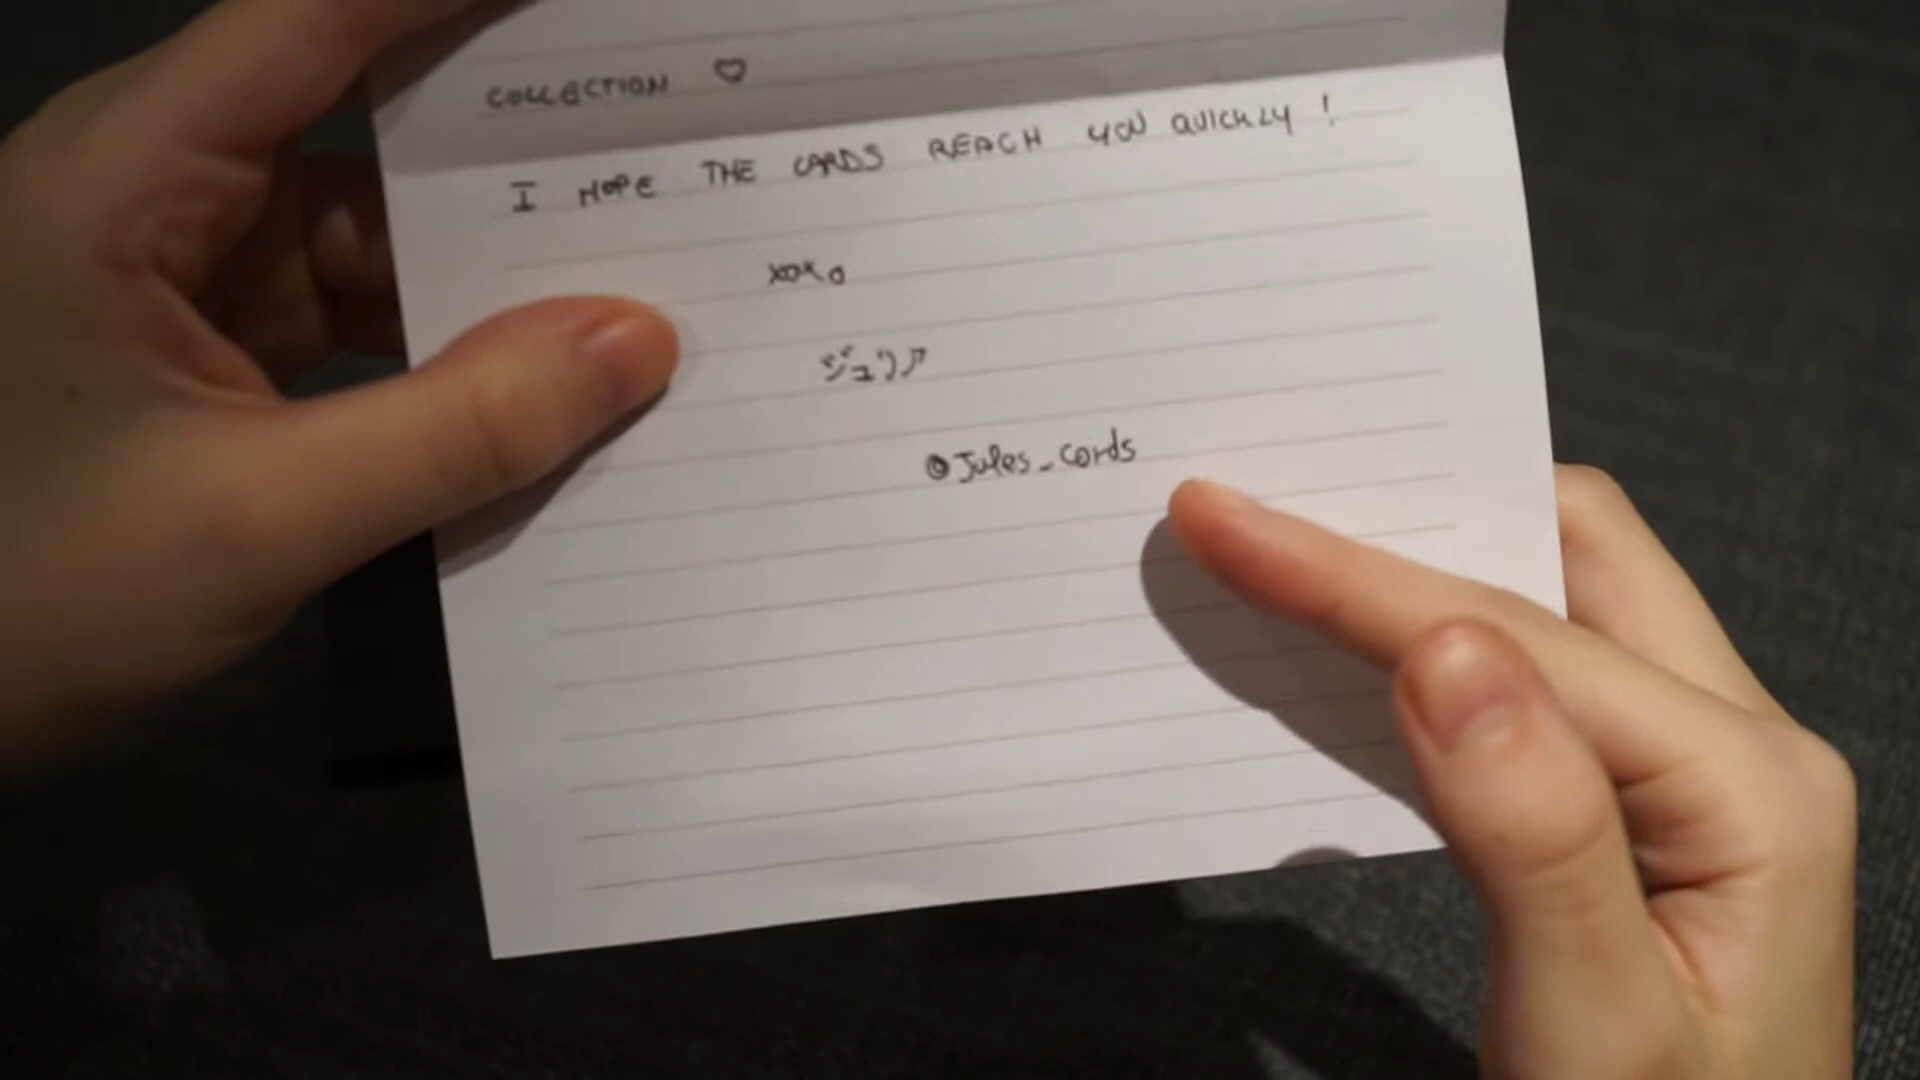 COLLECTION ♡
I HOPE THE CARDS REACH YOU QUICKLY !
xoxo
ジュリア
@Jules_cards